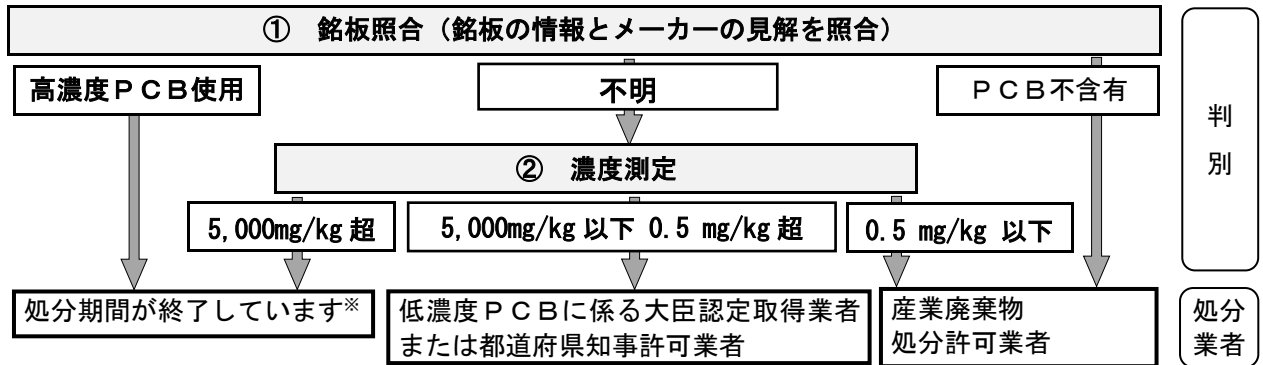 ① 銘板照合（銘板の情報とメーカーの見解を照合）
高濃度ＰＣＢ使用
不明
ＰＣＢ不含有
判
別
② 濃度測定
5,000mg/kg 超
5,000mg/kg 以下 0.5 mg/kg 超
0.5 mg/kg 以下
処分期間が終了しています※
低濃度ＰＣＢに係る大臣認定取得業者
または都道府県知事許可業者
産業廃棄物
処分許可業者
処分
業者